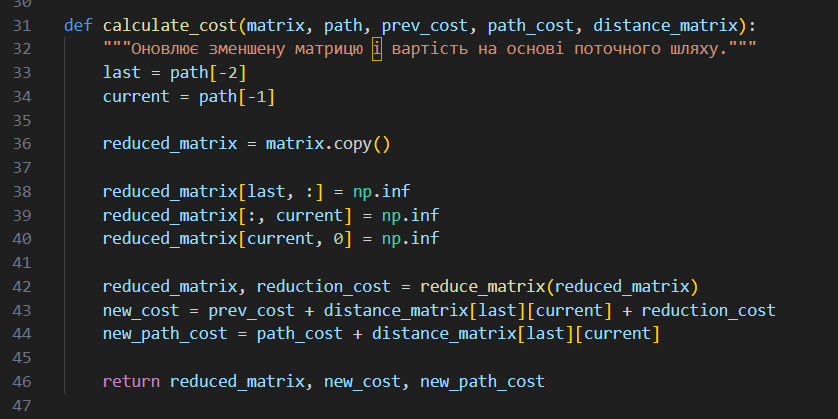 30
31 def calculate_cost(matrix, path, prev_cost, path_cost, distance_matrix):
32     """Оновлює зменшену матрицю і вартість на основі поточного шляху."""
33     last = path[-2]
34     current = path[-1]
35
36     reduced_matrix = matrix.copy()
37
38     reduced_matrix[last, :] = np.inf
39     reduced_matrix[:, current] = np.inf
40     reduced_matrix[current, 0] = np.inf
41
42     reduced_matrix, reduction_cost = reduce_matrix(reduced_matrix)
43     new_cost = prev_cost + distance_matrix[last][current] + reduction_cost
44     new_path_cost = path_cost + distance_matrix[last][current]
45
46     return reduced_matrix, new_cost, new_path_cost
47